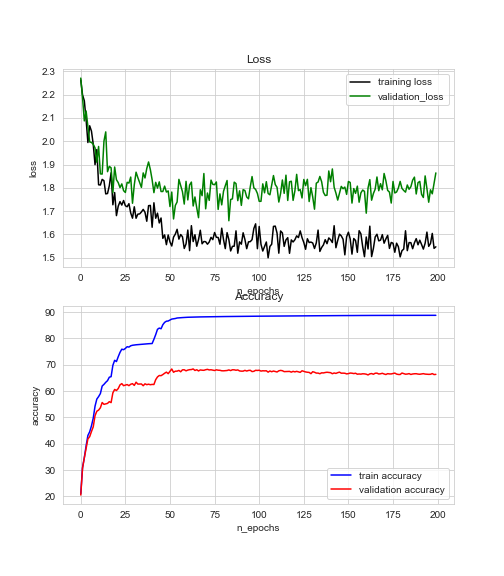 Loss
2.3
2.2
2.1
2.0
1.9
1.8
1.7
1.6
1.5
loss
training loss
validation_loss
0 25 50 75 100 125 150 175 200
n_epochs
Accuracy
90
80
70
60
50
40
30
20
accuracy
train accuracy
validation accuracy
0 25 50 75 100 125 150 175 200
n_epochs